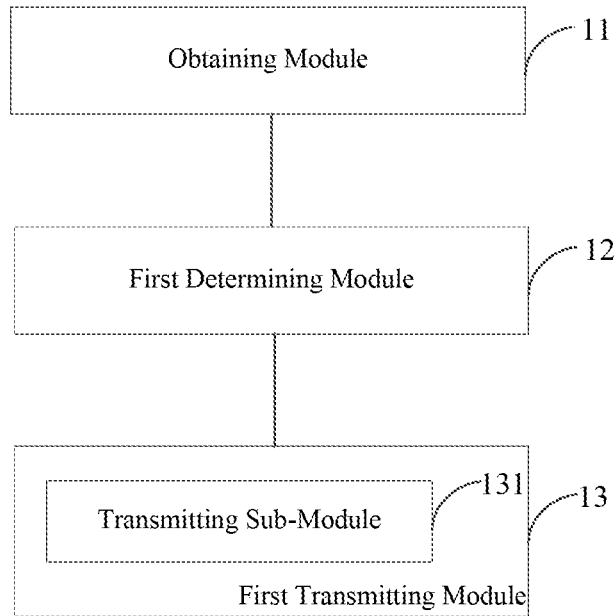 Obtaining Module
11
First Determining Module
12
Transmitting Sub-Module
131
13
First Transmitting Module